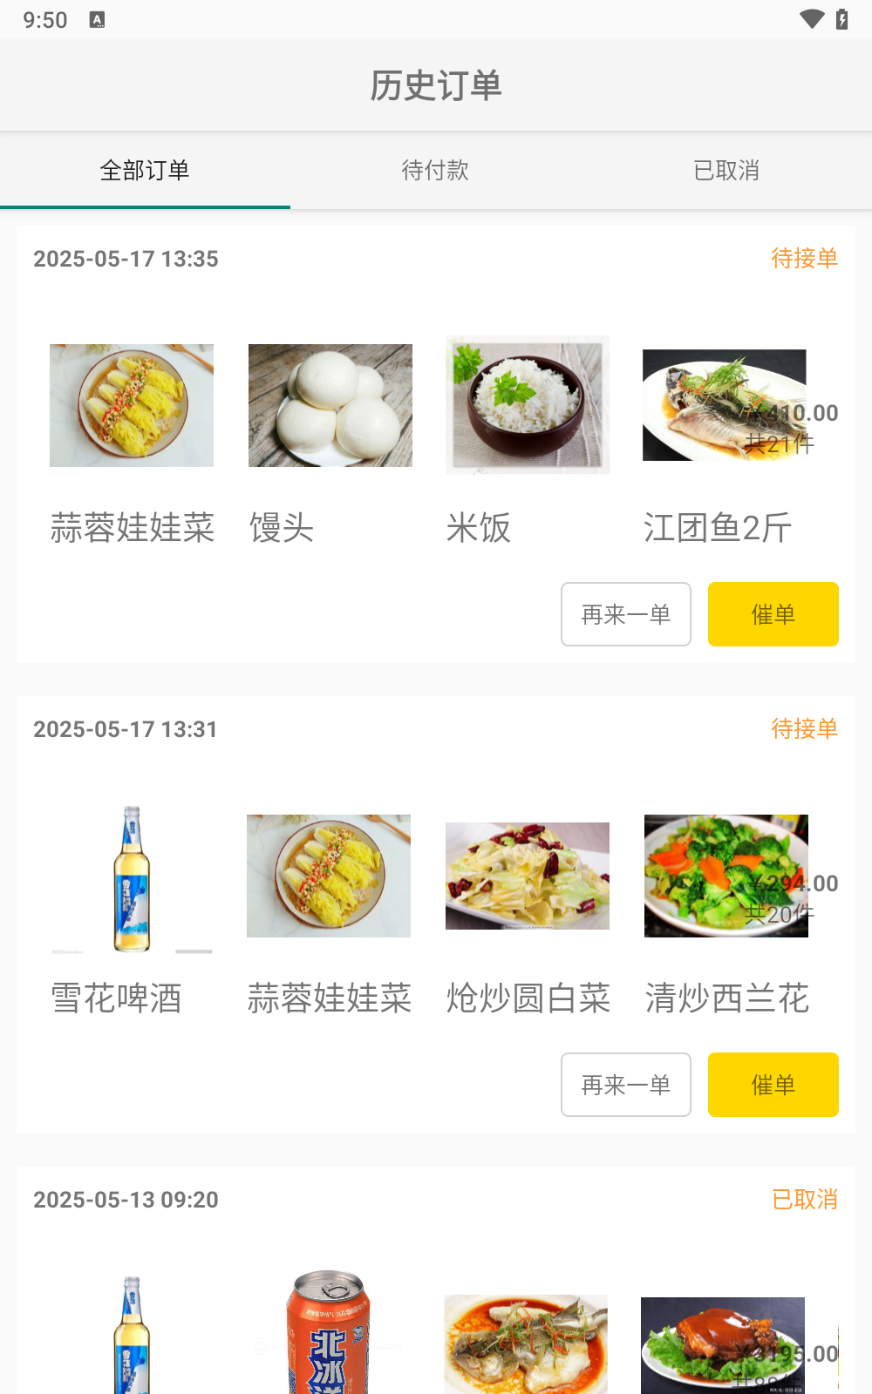 9:50
历史订单
全部订单
待付款
已取消
2025-05-17 13:35
待接单
¥410.00
共21件
蒜蓉娃娃菜
馒头
米饭
江团鱼2斤
再来一单
催单
2025-05-17 13:31
待接单
¥294.00
共20件
雪花啤酒
蒜蓉娃娃菜
炝炒圆白菜
清炒西兰花
再来一单
催单
2025-05-13 09:20
已取消
北冰洋
¥3195.00